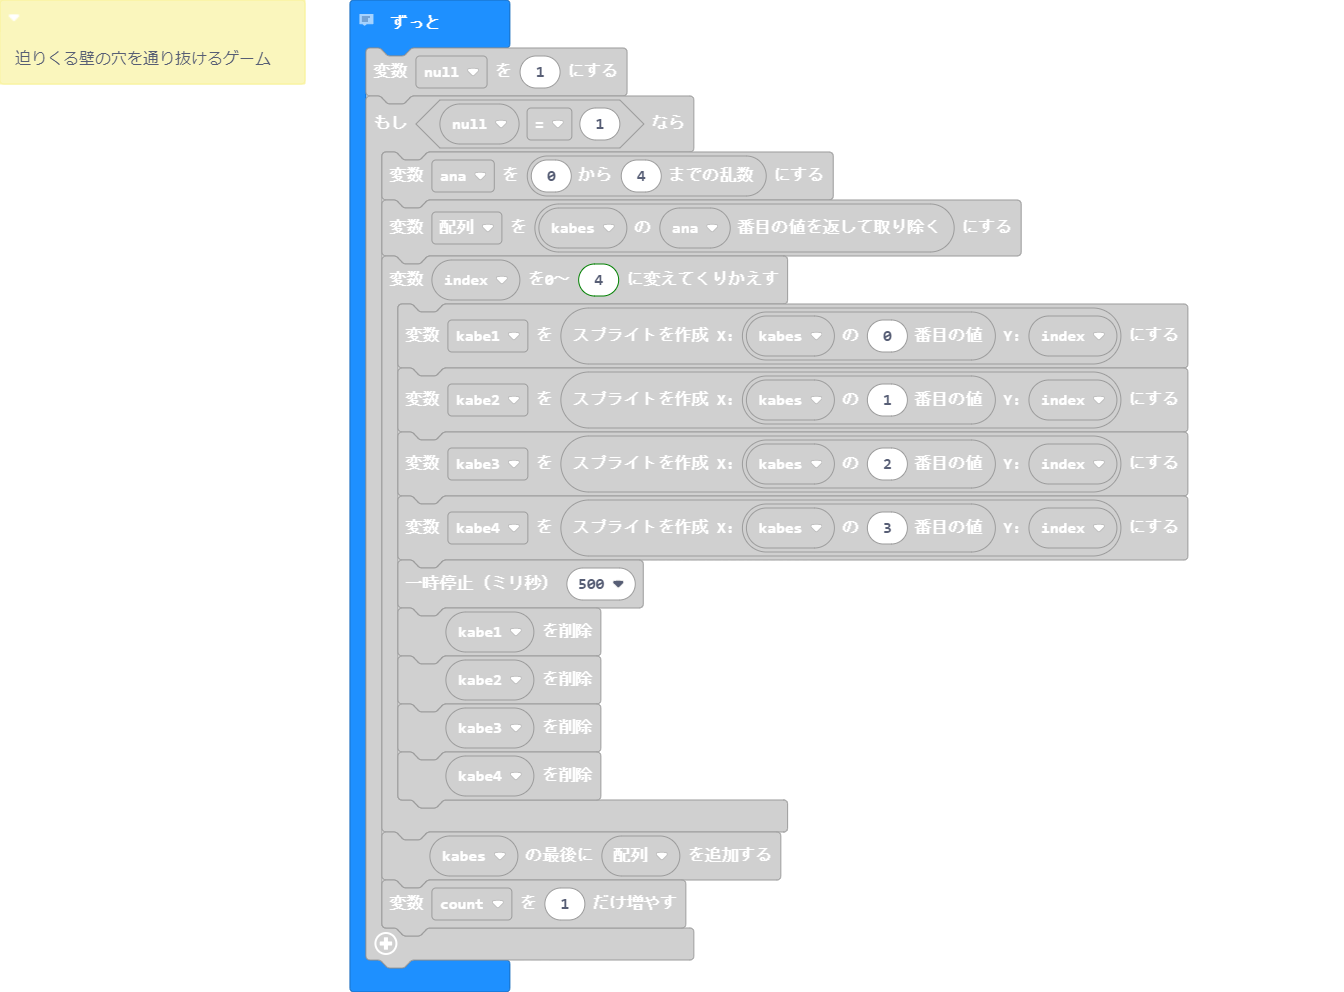 迫りくる壁の穴を通り抜けるゲーム
ずっと
変数 null を 1 にする
もし null = 1 なら
変数 ana を 0 から 4 までの乱数 にする
変数 配列 を kabes の ana 番目の値を返して取り除く にする
変数 index を0～ 4 に変えてくりかえす
変数 kabe1 を スプライトを作成 X: kabes の 0 番目の値 Y: index にする
変数 kabe2 を スプライトを作成 X: kabes の 1 番目の値 Y: index にする
変数 kabe3 を スプライトを作成 X: kabes の 2 番目の値 Y: index にする
変数 kabe4 を スプライトを作成 X: kabes の 3 番目の値 Y: index にする
一時停止（ミリ秒） 500
kabe1 を削除
kabe2 を削除
kabe3 を削除
kabe4 を削除
kabes の最後に 配列 を追加する
変数 count を 1 だけ増やす